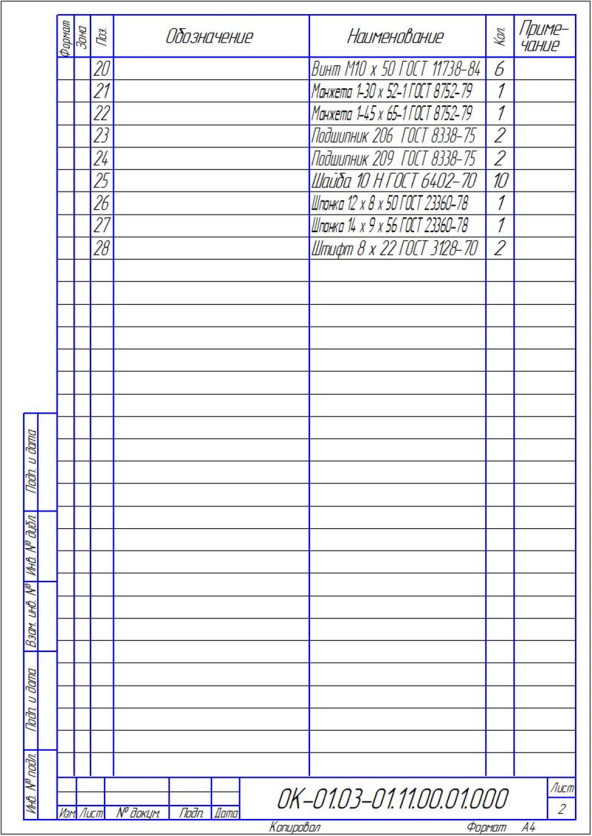 Формат Зона Поз. Обозначение Наименование Кол. Приме-
чание
20 Винт М10 х 50 ГОСТ 11738-84 6
21 Манжета 1-30 х 52-1 ГОСТ 8752-79 1
22 Манжета 1-45 х 65-1 ГОСТ 8752-79 1
23 Подшипник 206 ГОСТ 8338-75 2
24 Подшипник 209 ГОСТ 8338-75 2
25 Шайба 10 Н ГОСТ 6402-70 10
26 Шпонка 12 х 8 х 50 ГОСТ 23360-78 1
27 Шпонка 14 х 9 х 56 ГОСТ 23360-78 1
28 Штифт 8 х 22 ГОСТ 3128-70 2
Подп. и дата
Инв. № дубл.
Взам. инв. №
Подп. и дата
Инв. № подл.
ОК-01.03-01.11.00.01.000
Лист
2
Изм. Лист № докум. Подп. Дата
Копировал Формат А4